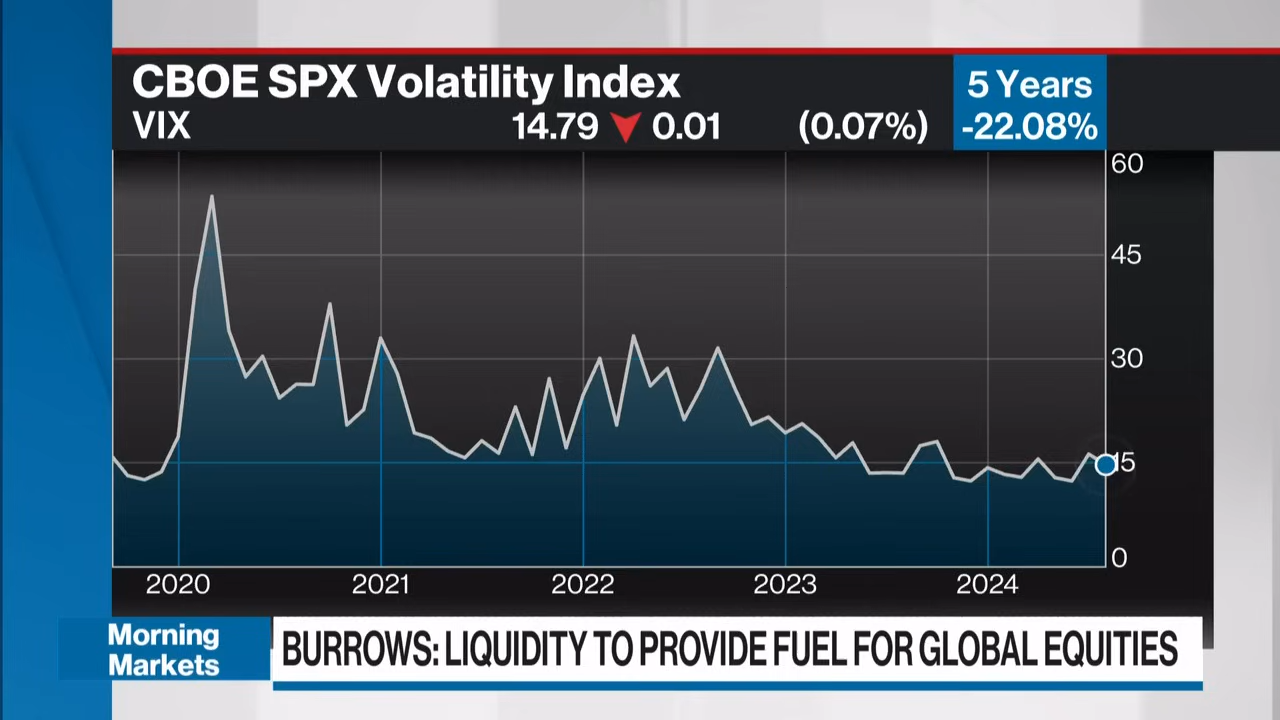 CBOE SPX Volatility Index
5 Years
VIX
14.79 ▼ 0.01 (0.07%)
-22.08%
60
45
30
15
0
2020 2021 2022 2023 2024
Morning
Markets
BURROWS: LIQUIDITY TO PROVIDE FUEL FOR GLOBAL EQUITIES